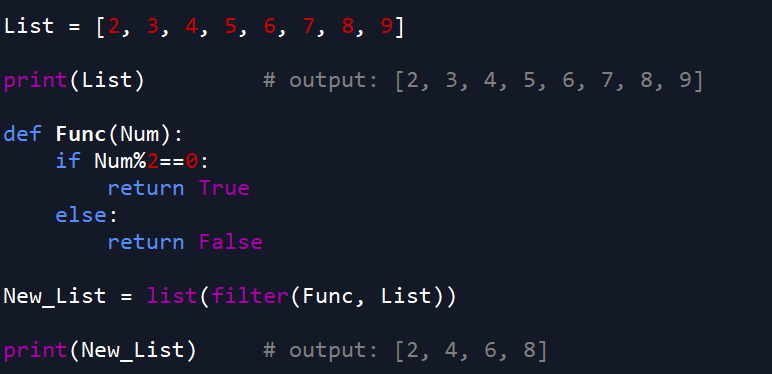 List = [2, 3, 4, 5, 6, 7, 8, 9]
print(List)         # output: [2, 3, 4, 5, 6, 7, 8, 9]
def Func(Num):
    if Num%2==0:
        return True
    else:
        return False
New_List = list(filter(Func, List))
print(New_List)     # output: [2, 4, 6, 8]